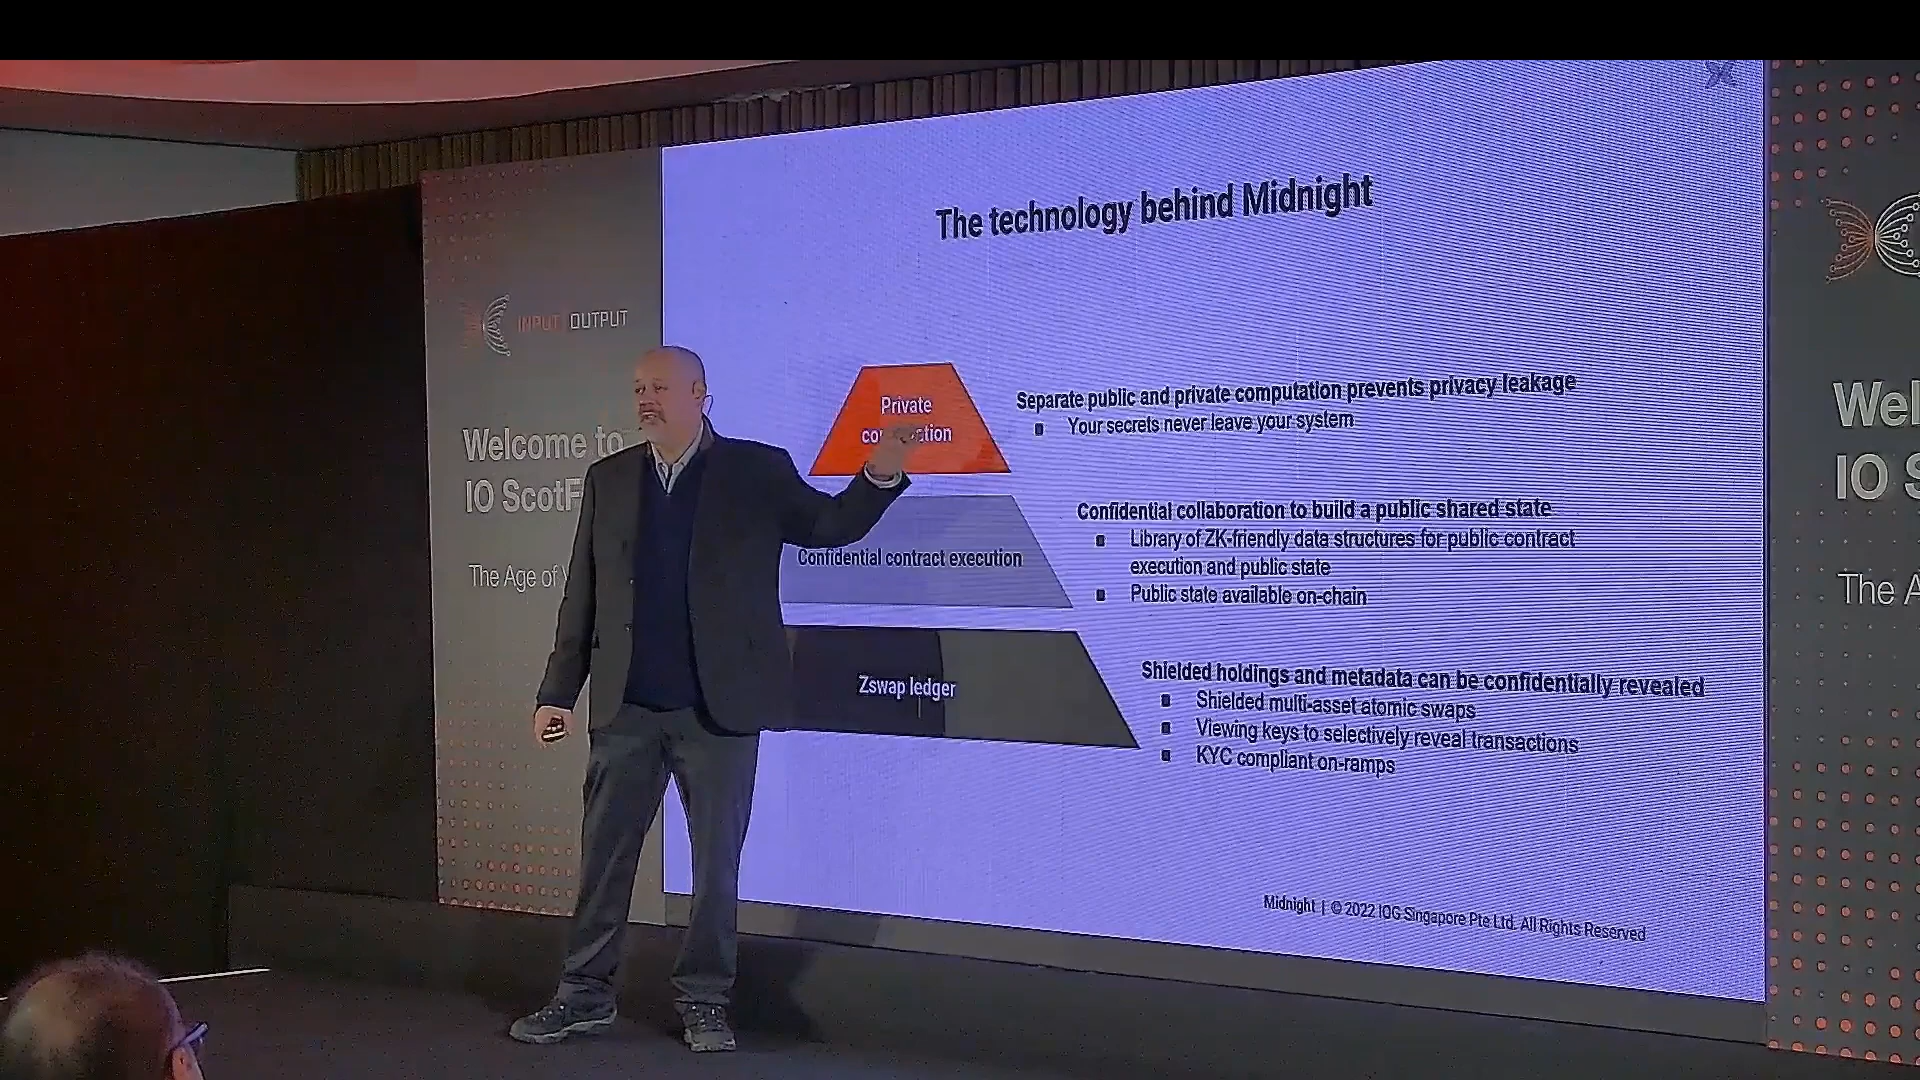 The technology behind Midnight
INPUT OUTPUT
Welcome to
IO ScotF
The Age of
Private
Confidential contract execution
Zswap ledger
Separate public and private computation prevents privacy leakage
Your secrets never leave your system
Confidential collaboration to build a public shared state
Library of ZK-friendly data structures for public contract
execution and public state
Public state available on-chain
Shielded holdings and metadada can be confidentially revealed
Shielded multi-asset atomic swaps
Viewing keys to selectively reveal transactions
KYC compliant on-ramps
Midnight | © 2022 IOG Singapore Pte Ltd. All Rights Reserved
Wel
IO S
The A